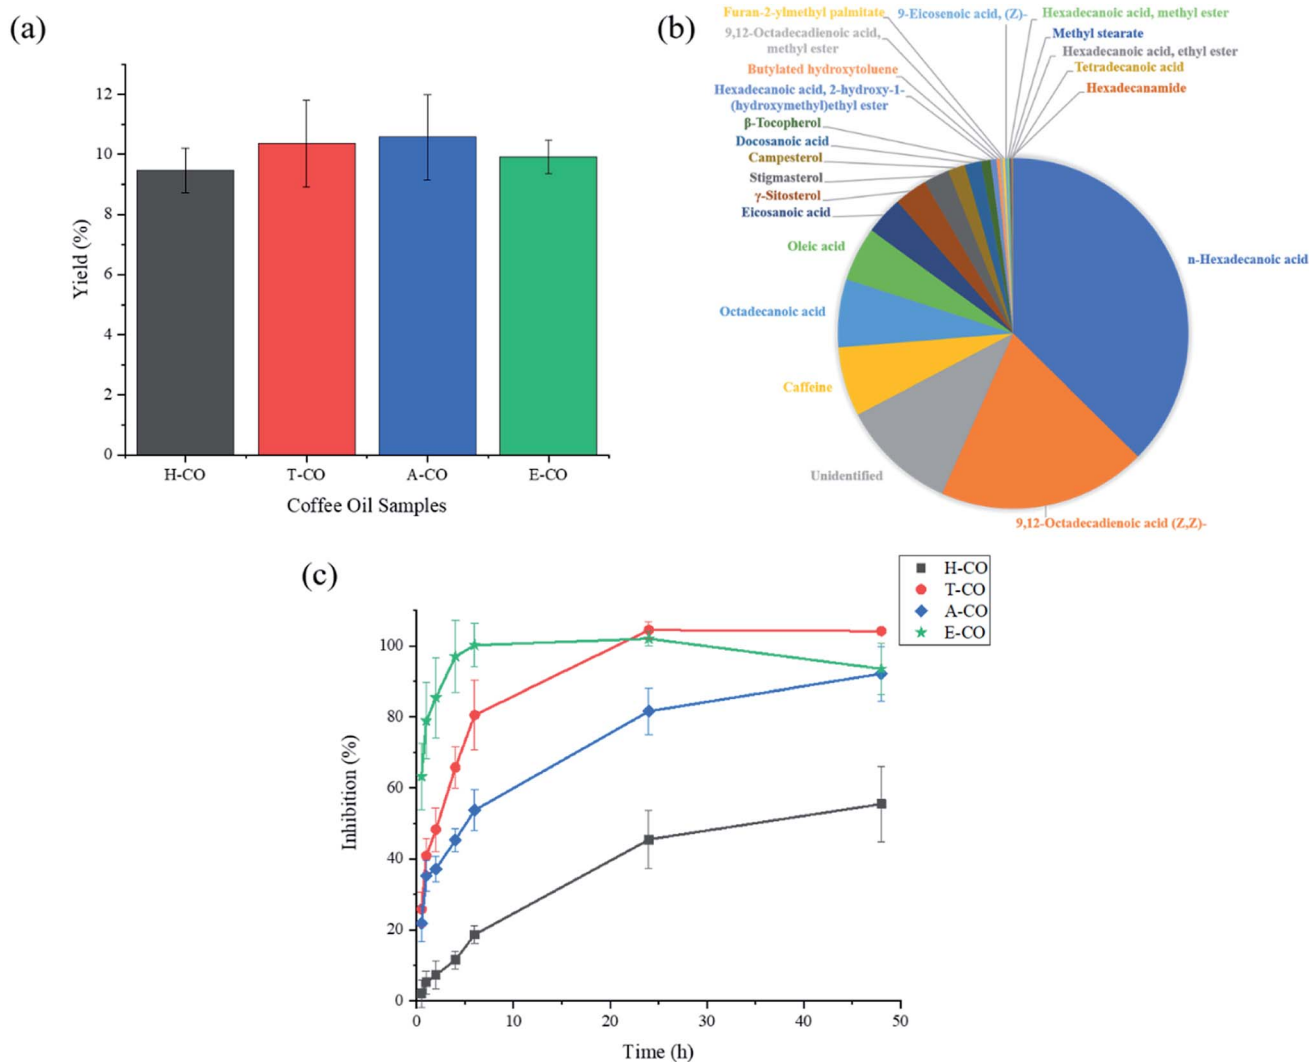 (a)
12
10
8
6
4
2
0
Yield (%)
H-CO
T-CO
A-CO
E-CO
Coffee Oil Samples
(b)
Furan-2-ylmethyl palmitate
9-Eicosenoic acid, (Z)-
Hexadecanoic acid, methyl ester
9,12-Octadecadienoic acid,
methyl ester
Methyl stearate
Hexadecanoic acid, ethyl ester
Butylated hydroxytoluene
Tetradecanoic acid
Hexadecanoic acid, 2-hydroxy-1-
(hydroxymethyl)ethyl ester
Hexadecanamide
β-Tocopherol
Docosanoic acid
Campesterol
Stigmasterol
γ-Sitosterol
Eicosanoic acid
Oleic acid
n-Hexadecanoic acid
Octadecanoic acid
Caffeine
Unidentified
9,12-Octadecadienoic acid (Z,Z)-
(c)
H-CO
T-CO
A-CO
E-CO
100
80
60
40
20
0
Inhibition (%)
0
10
20
30
40
50
Time (h)